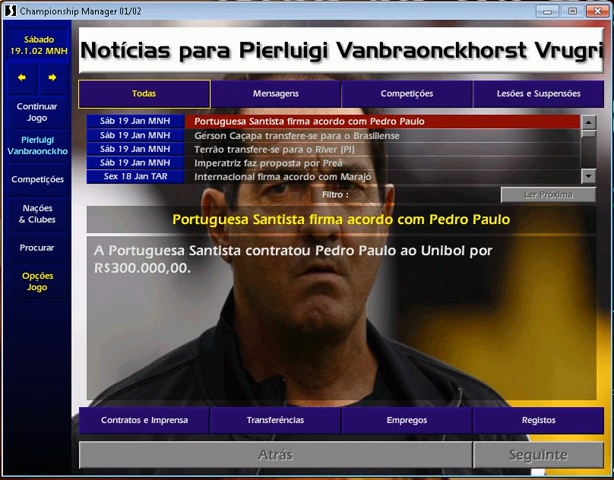 Championship Manager 01/02
Sábado
19.1.02 MNH
Continuar
Jogo
Pierluigi
Vanbraonckho
Competições
Nações
& Clubes
Procurar
Opções
Jogo
Notícias para Pierluigi Vanbraonckhorst Vrugri
Todas Mensagens Competições Lesões e Suspensões
Sáb 19 Jan MNH Portuguesa Santista firma acordo com Pedro Paulo
Sáb 19 Jan MNH Gérson Caçapa transfere-se para o Brasiliense
Sáb 19 Jan MNH Terrão transfere-se para o River (PI)
Sáb 19 Jan MNH Imperatriz faz proposta por Preá
Sex 18 Jan TAR Internacional firma acordo com Marajó
Filtro : Ler Próxima
Portuguesa Santista firma acordo com Pedro Paulo
A Portuguesa Santista contratou Pedro Paulo ao Unibol por
R$300.000,00.
Contratos e Imprensa Transferências Empregos Registos
Atrás Seguinte